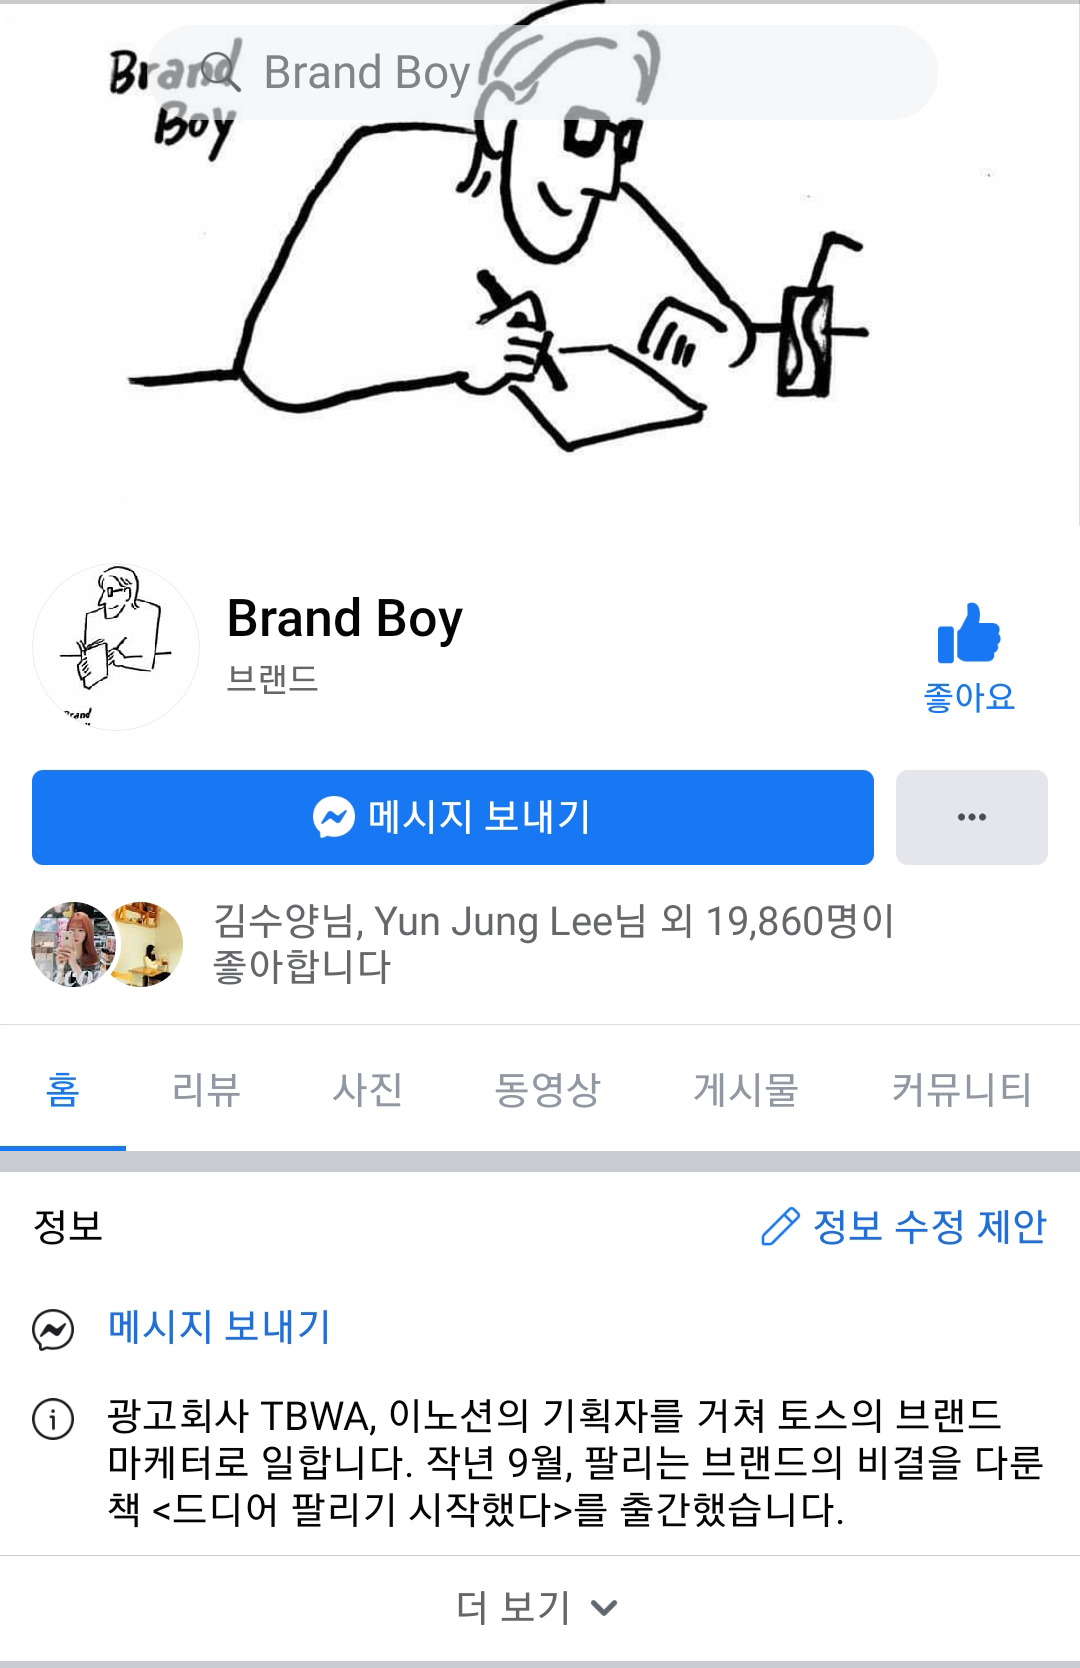 Brand
Boy
Brand Boy
Brand Boy
브랜드
좋아요
메시지 보내기
김수양님, Yun Jung Lee님 외 19,860명이
좋아합니다
홈 리뷰 사진 동영상 게시물 커뮤니티
정보 정보 수정 제안
메시지 보내기
광고회사 TBWA, 이노션의 기획자를 거쳐 토스의 브랜드
마케터로 일합니다. 작년 9월, 팔리는 브랜드의 비결을 다룬
책 <드디어 팔리기 시작했다>를 출간했습니다.
더 보기